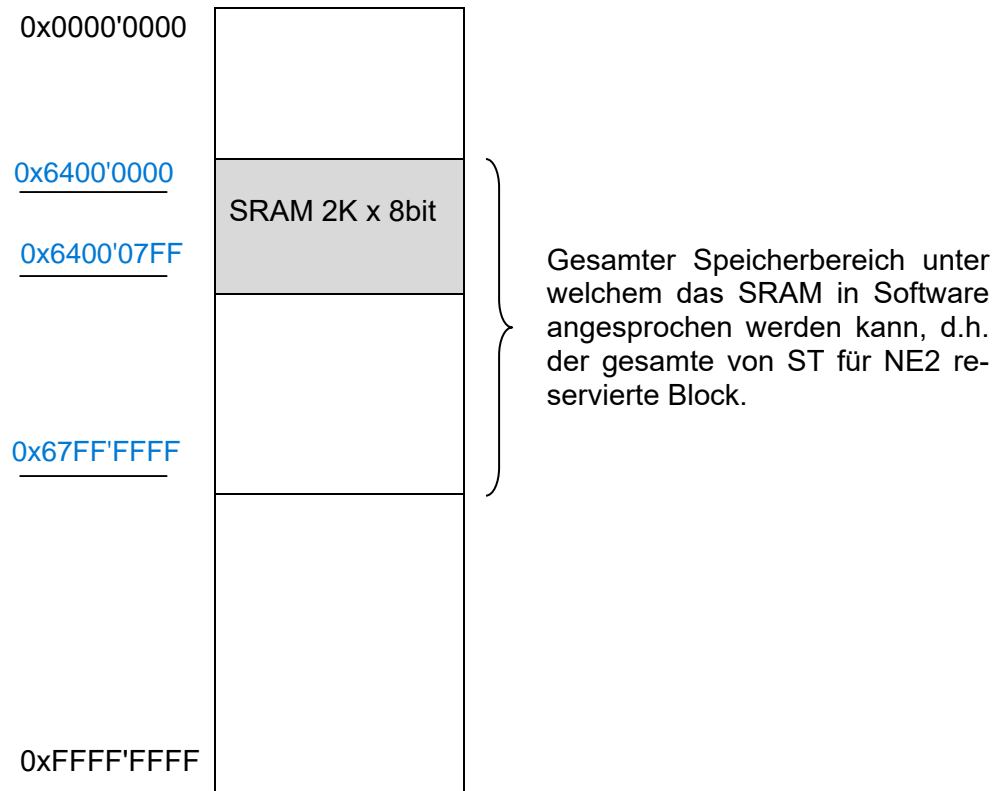 0x0000'0000
0x6400'0000
SRAM 2K x 8bit
0x6400'07FF
Gesamter Speicherbereich unter
welchem das SRAM in Software
angesprochen werden kann, d.h.
der gesamte von ST für NE2 re-
servierte Block.
0x67FF'FFFF
0xFFFF'FFFF